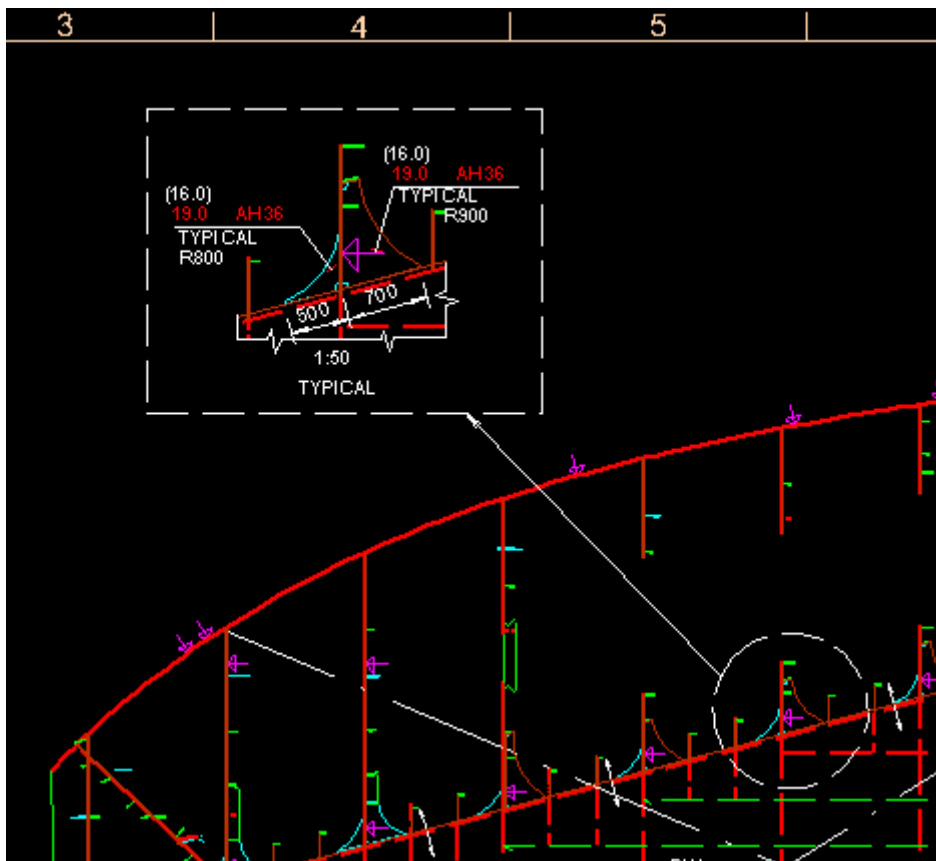 3 4 5
(16.0)
19.0 AH36
TYPICAL
R900
(16.0)
19.0 AH36
TYPICAL
R800
500 700
1:50
TYPICAL